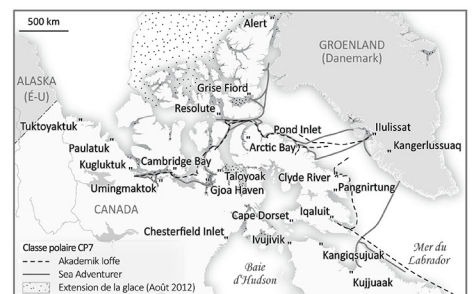 500 km
Alert
GROENLAND
(Danemark)
ALASKA
(É-U)
Grise Fiord
Resolute
Tuktoyaktuk
Pond Inlet
Ilulissat
Paulatuk
Arctic Bay
Kangerlussuaq
Kugluktuk
Cambridge Bay
Taloyoak
Clyde River
Umingmaktok
Gjoa Haven
Pangnirtung
CANADA
Cape Dorset
Iqaluit
Chesterfield Inlet
Ivujivik
Mer du
Labrador
Classe polaire CP7
Akademik Ioffe
Sea Adventurer
Extension de la glace (Août 2012)
Baie
d'Hudson
Kangiqsujuak
Kujjuaak